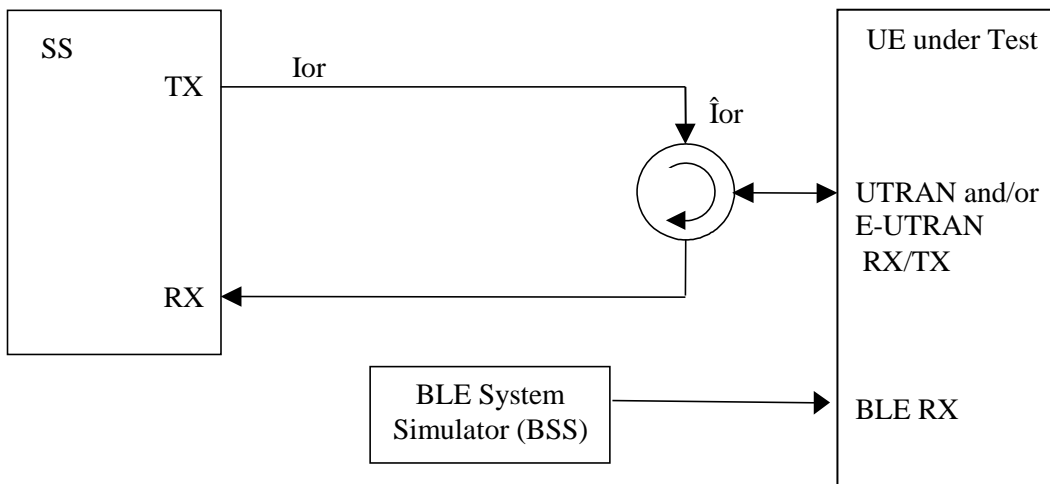 SS
UE under Test
TX
Ior
Îor
UTRAN and/or
E-UTRAN
RX/TX
RX
BLE System
Simulator (BSS)
BLE RX